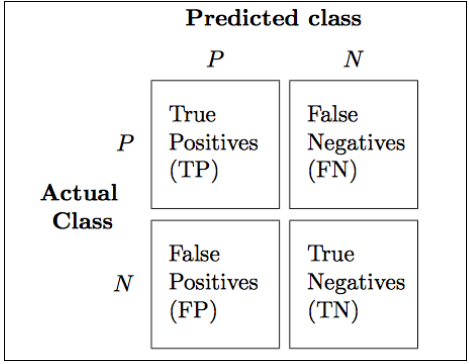 Predicted class
P N
True
Positives
(TP)
False
Negatives
(FN)
P
Actual
Class
False
Positives
(FP)
True
Negatives
(TN)
N